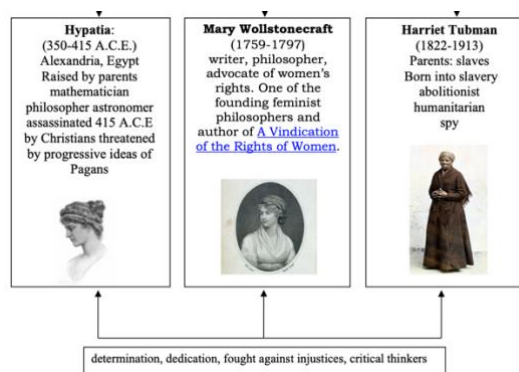 Hypatia:
(350-415 A.C.E.)
Alexandria, Egypt
Raised by parents
mathematician
philosopher astronomer
assassinated 415 A.C.E
by Christians threatened
by progressive ideas of
Pagans
Mary Wollstonecraft
(1759-1797)
writer, philosopher,
advocate of women's
rights. One of the
founding feminist
philosophers and
author of A Vindication
of the Rights of Women.
Harriet Tubman
(1822-1913)
Parents: slaves
Born into slavery
abolitionist
humanitarian
spy
determination, dedication, fought against injustices, critical thinkers